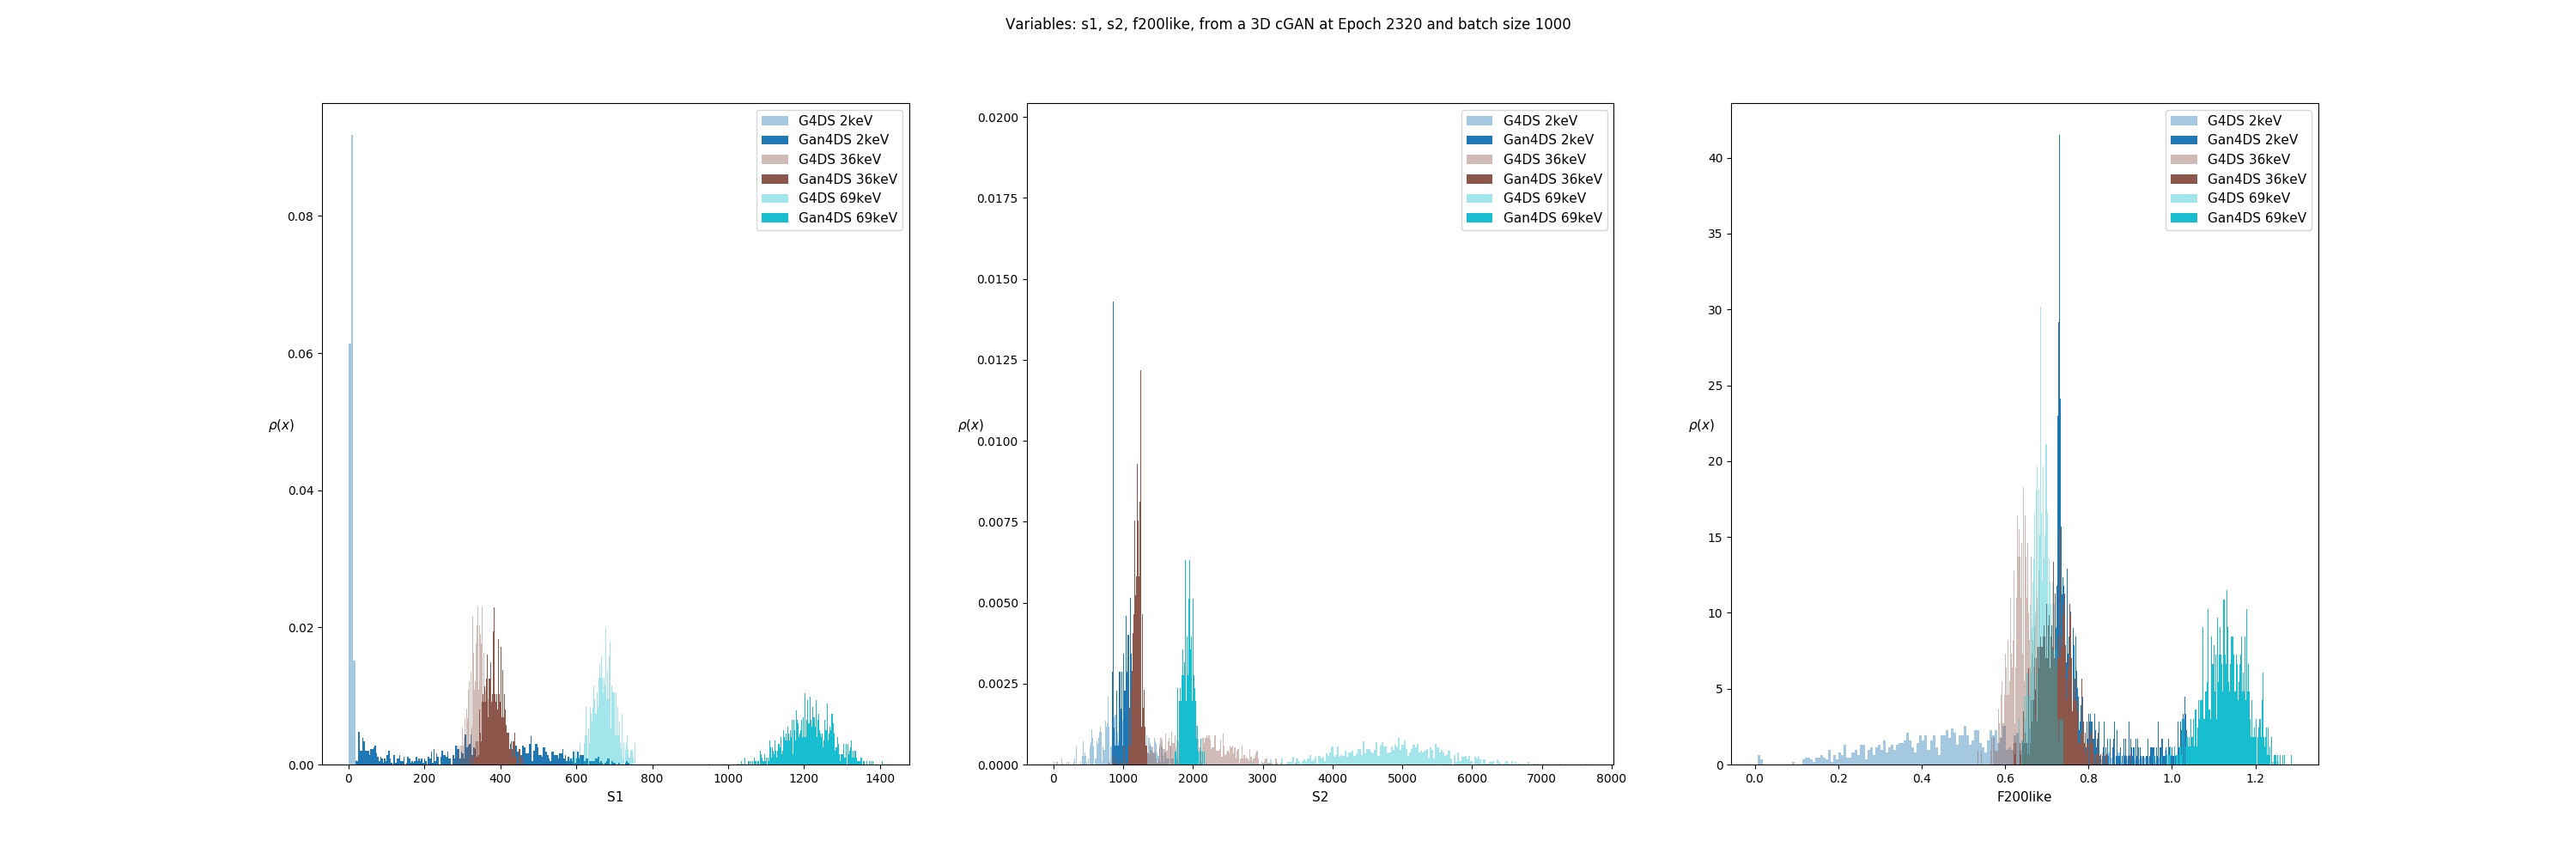 Variables: s1, s2, f200like, from a 3D cGAN at Epoch 2320 and batch size 1000
G4DS 2keV
Gan4DS 2keV
G4DS 36keV
Gan4DS 36keV
G4DS 69keV
Gan4DS 69keV
0.08
0.06
0.04
0.02
0.00
ρ(x)
0 200 400 600 800 1000 1200 1400
S1
G4DS 2keV
Gan4DS 2keV
G4DS 36keV
Gan4DS 36keV
G4DS 69keV
Gan4DS 69keV
0.0200
0.0175
0.0150
0.0125
0.0100
0.0075
0.0050
0.0025
0.0000
ρ(x)
0 1000 2000 3000 4000 5000 6000 7000 8000
S2
G4DS 2keV
Gan4DS 2keV
G4DS 36keV
Gan4DS 36keV
G4DS 69keV
Gan4DS 69keV
40
35
30
25
20
15
10
5
0
ρ(x)
0.0 0.2 0.4 0.6 0.8 1.0 1.2
F200like